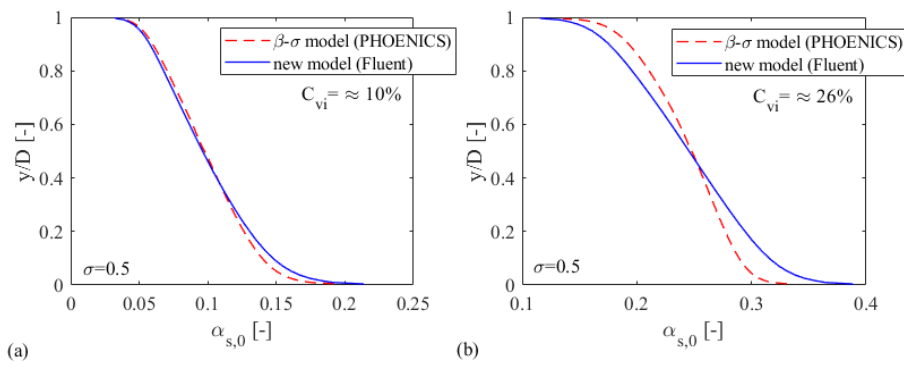 β-σ model (PHOENICS)
new model (Fluent)
C_vi= ≈ 10%
y/D [-]
1
0.8
0.6
0.4
0.2
0
σ=0.5
0
0.05
0.1
0.15
0.2
0.25
α_s,0 [-]
(a)
β-σ model (PHOENICS)
new model (Fluent)
C_vi= ≈ 26%
y/D [-]
1
0.8
0.6
0.4
0.2
0
σ=0.5
0.1
0.2
0.3
0.4
α_s,0 [-]
(b)